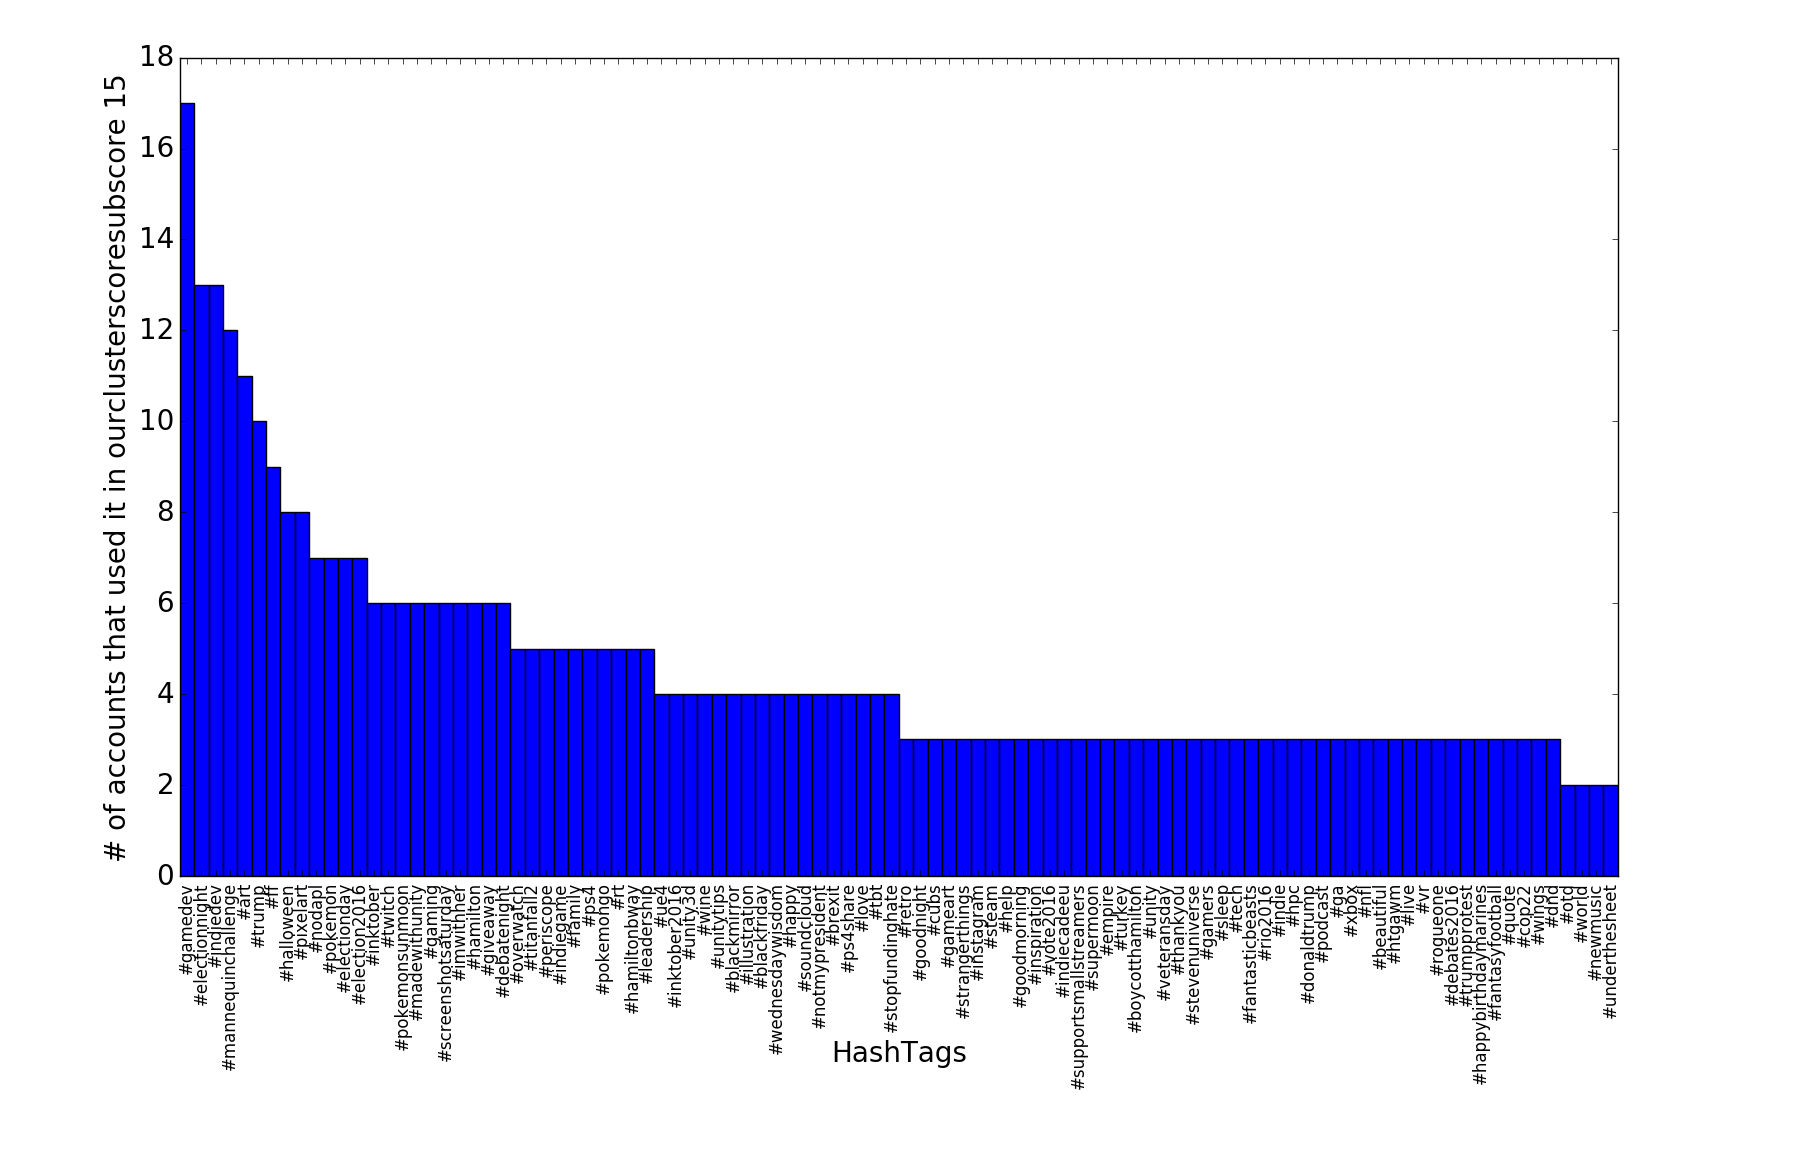 18
16
14
12
10
8
6
4
2
0
# of accounts that used it in ourclusterscoresubscore 15
#gamedev
#electionnight
#indiedev
#mannequinchallenge
#art
#trump
#
#ff
#halloween
#pixelart
#nodapl
#pokemon
#electionday
#election2016
#inktober
#twitch
#pokemonsunmoon
#madewithunity
#gaming
#screenshotsaturday
#imwithher
#hamilton
#giveaway
#debatenight
#overwatch
#titanfall2
#periscope
#indiegame
#family
#ps4
#pokemongo
#rt
#hamiltonbway
#leadership
#ue4
#inktober2016
#unity3d
#wine
#unitytips
#blackmirror
#illustration
#blackfriday
#wednesdaywisdom
#happy
#soundcloud
#notmypresident
#brexit
#ps4share
#love
#tbt
#stopfundinghate
#retro
#goodnight
#cubs
#gameart
#strangerthings
#instagram
#steam
#help
#goodmorning
#inspiration
#vote2016
#indiecadeeu
#supportsmallstreamers
#supermoon
#empire
#turkey
#boycotthamilton
#unity
#veteransday
#thankyou
#stevenuniverse
#gamers
#sleep
#tech
#fantasticbeasts
#rio2016
#indie
#hpc
#donaldtrump
#podcast
#ga
#xbox
#nfl
#beautiful
#htgawm
#live
#vr
#rogueone
#debates2016
#trumpprotest
#happybirthdaymarines
#fantasyfootball
#quote
#cop22
#wings
#dnd
#otd
#world
#newmusic
#underthesheet
HashTags